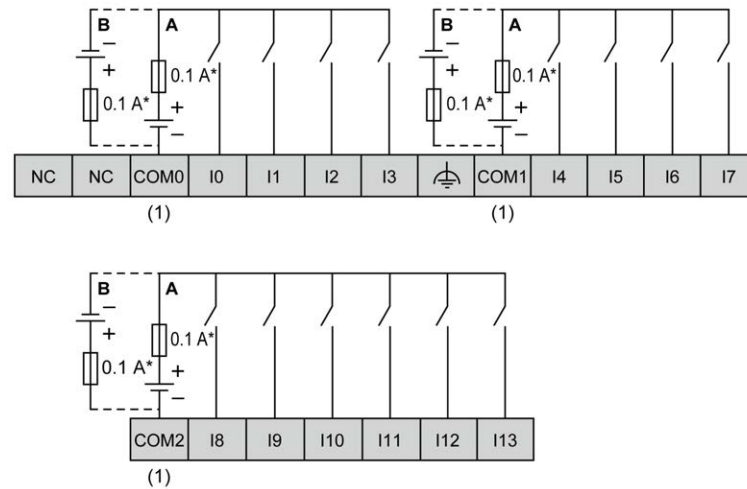 B − A B − A
+ 0.1 A* + 0.1 A*
0.1 A* + 0.1 A* +
− −
NC NC COM0 I0 I1 I2 I3 COM1 I4 I5 I6 I7
(1) (1)
B − A
+ 0.1 A*
0.1 A* +
−
COM2 I8 I9 I10 I11 I12 I13
(1)